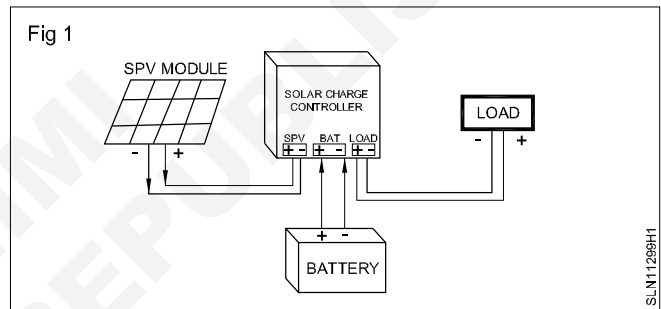 Fig 1
SPV MODULE
- +
SOLAR CHARGE
CONTROLLER
SPV BAT LOAD
+ - + - + -
LOAD
- +
+ -
BATTERY
SLN11299H1